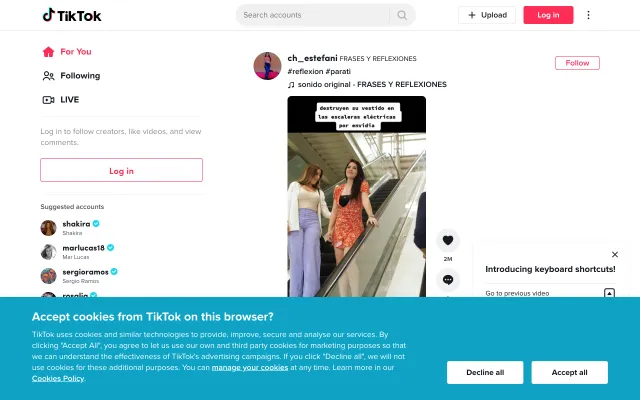 TikTok
Search accounts
Upload
Log in
For You
Following
LIVE
Log in to follow creators, like videos, and view
comments.
Log in
Suggested accounts
shakira
Shakira
marlucas18
Mar Lucas
sergioramos
Sergio Ramos
rosalia
ch_estefani FRASES Y REFLEXIONES
#reflexion #parati
sonido original - FRASES Y REFLEXIONES
Follow
destruyen su vestido en
las escaleras eléctricas
por envidia
2M
Introducing keyboard shortcuts!
Go to previous video
Accept cookies from TikTok on this browser?
TikTok uses cookies and similar technologies to provide, improve, secure and analyse our services. By
clicking "Accept All", you agree to let us use our own and third party cookies for marketing purposes so that
we can understand the effectiveness of TikTok's advertising campaigns. If you click "Decline all", we will not
use cookies for these additional purposes. You can manage your cookies at any time. Learn more in our
Cookies Policy.
Decline all
Accept all